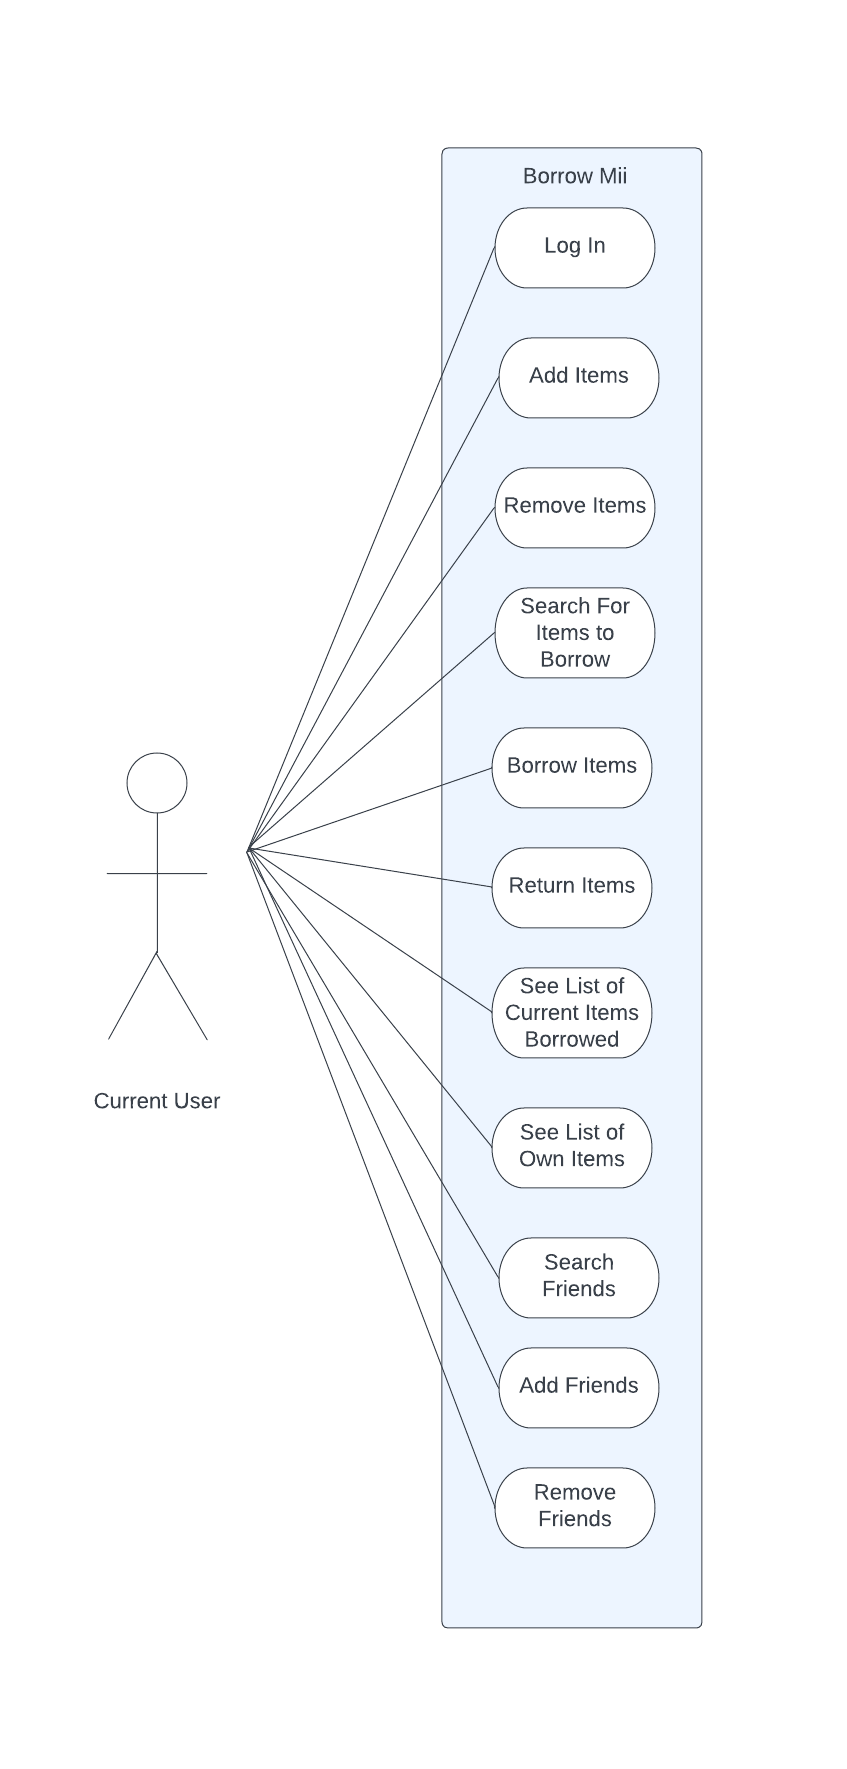 Borrow Mii
Log In
Add Items
Remove Items
Search For
Items to
Borrow
Borrow Items
Return Items
See List of
Current Items
Borrowed
See List of
Own Items
Search
Friends
Add Friends
Remove
Friends
Current User